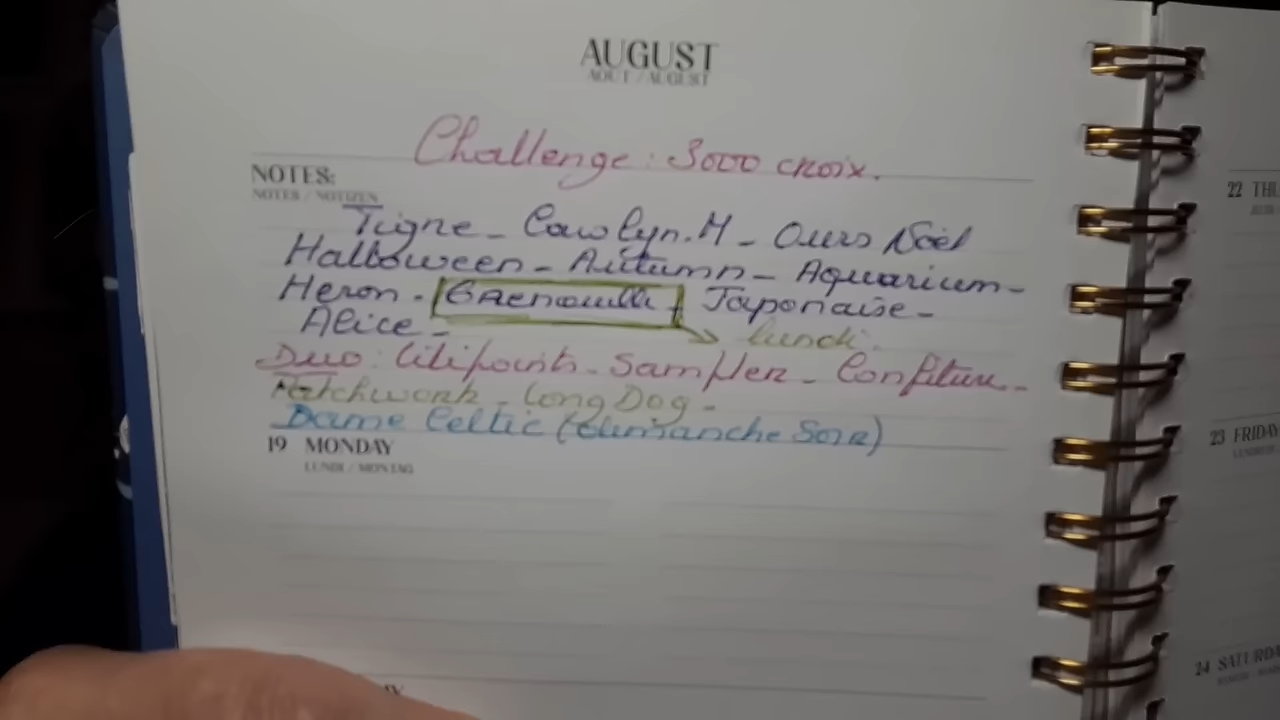 AUGUST
AOUT / AUGUST
Challenge : 3000 croix.
NOTES:
NOTES / NOTIZEN
Tigre - Carolyn.M - Ours Noël
Halloween - Autumn - Aquarium -
Heron - Grenouille - Japonaise -
Alice - lundi.
Duo : Lilipoints - Sampler - Confiture -
Patchwork - Long Dog -
Dame Celtic (dimanche Soir)
19 MONDAY
LUNDI / MONTAG
22 THU
23 FRIDAY
24 SATURDA